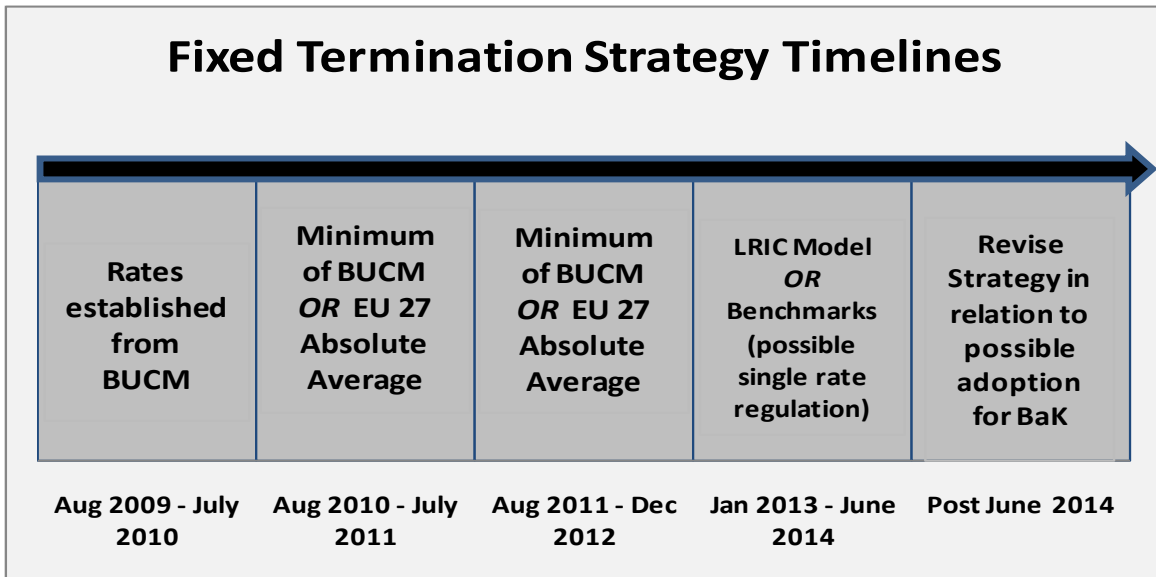 Fixed Termination Strategy Timelines
Rates
established
from
BUCM
Minimum
of BUCM
OR EU 27
Absolute
Average
Minimum
of BUCM
OR EU 27
Absolute
Average
LRIC Model
OR
Benchmarks
(possible
single rate
regulation)
Revise
Strategy in
relation to
possible
adoption
for BaK
Aug 2009 - July
2010
Aug 2010 - July
2011
Aug 2011 - Dec
2012
Jan 2013 - June
2014
Post June 2014